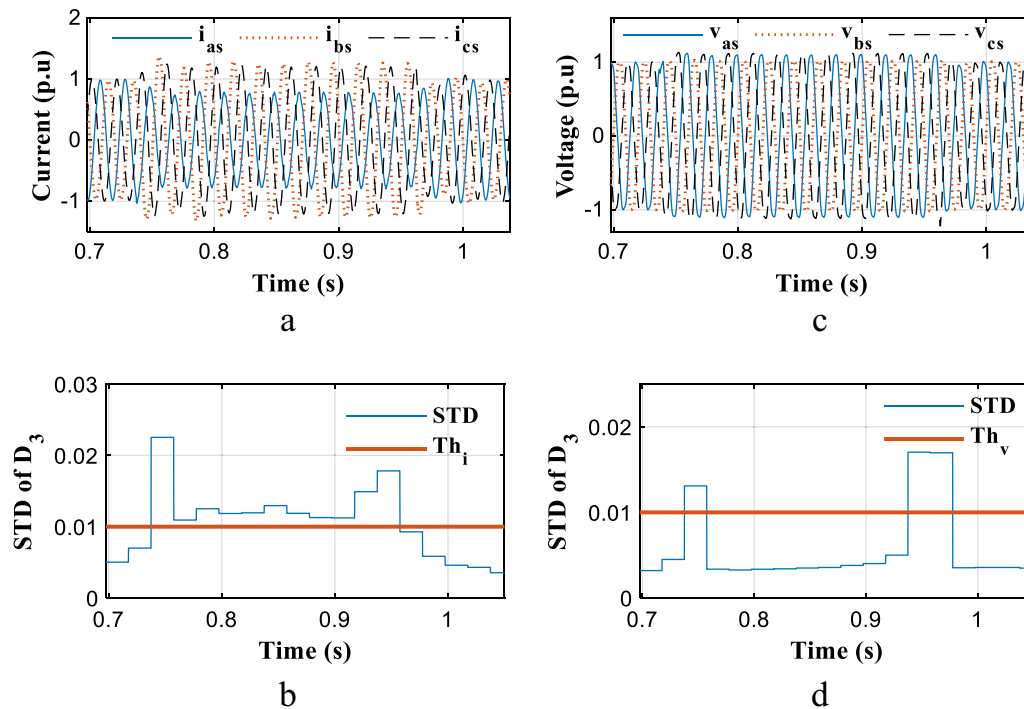 2
1
0
-1
Current (p.u)
i_as i_bs i_cs
0.7 0.8 0.9 1
Time (s)
a
1
0
-1
Voltage (p.u)
v_as v_bs v_cs
0.7 0.8 0.9 1
Time (s)
c
0.03
0.02
0.01
0
STD of D_3
STD
Th_i
0.7 0.8 0.9 1
Time (s)
b
0.02
0.01
0
STD of D_3
STD
Th_v
0.7 0.8 0.9 1
Time (s)
d